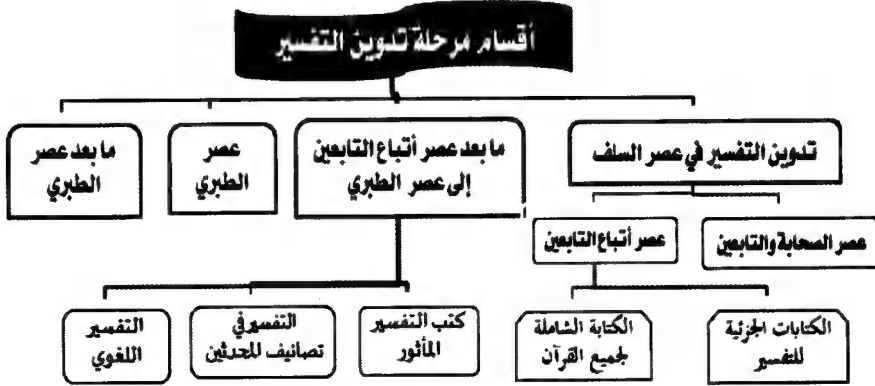 أقسام مرحلة تدوين التفسير
تدوين التفسير في عصر السلف
ما بعد عصر أتباع التابعين
إلى عصر الطبري
عصر
الطبري
ما بعد عصر
الطبري
عصر الصحابة والتابعين
عصر أتباع التابعين
الكتابات الجزئية
للتفسير
الكتابة الشاملة
لجميع القرآن
كتب التفسير
المأثور
التفسير في
تصانيف المحدثين
التفسير
اللغوي